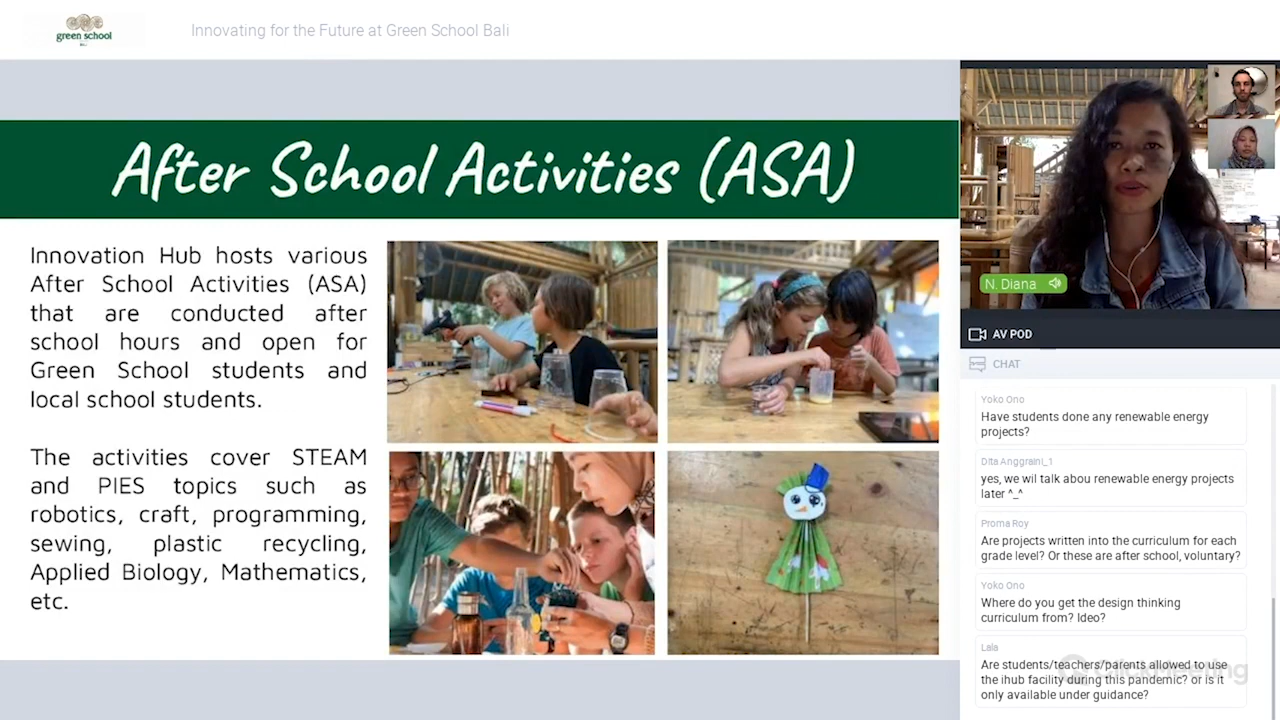 green school
BALI
Innovating for the Future at Green School Bali
After School Activities (ASA)
Innovation Hub hosts various
After School Activities (ASA)
that are conducted after
school hours and open for
Green School students and
local school students.
The activities cover STEAM
and PIES topics such as
robotics, craft, programming,
sewing, plastic recycling,
Applied Biology, Mathematics,
etc.
N. Diana
AV POD
CHAT
Yoko Ono
Have students done any renewable energy
projects?
Dita Anggraini_1
yes, we wil talk abou renewable energy projects
later ^_^
Proma Roy
Are projects written into the curriculum for each
grade level? Or these are after school, voluntary?
Yoko Ono
Where do you get the design thinking
curriculum from? Ideo?
Lala
Are students/teachers/parents allowed to use
the ihub facility during this pandemic? or is it
only available under guidance?
ClickMeeting